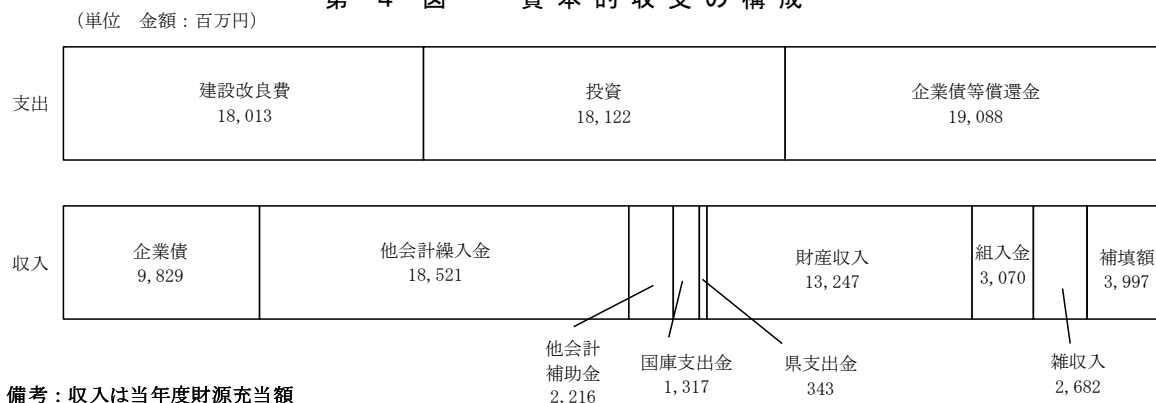 第 4 図 資本的収支の構成
（単位 金額：百万円）
支出
建設改良費
18,013
投資
18,122
企業債等償還金
19,088
収入
企業債
9,829
他会計繰入金
18,521
財産収入
13,247
組入金
3,070
補填額
3,997
他会計
補助金
2,216
国庫支出金
1,317
県支出金
343
雑収入
2,682
備考：収入は当年度財源充当額